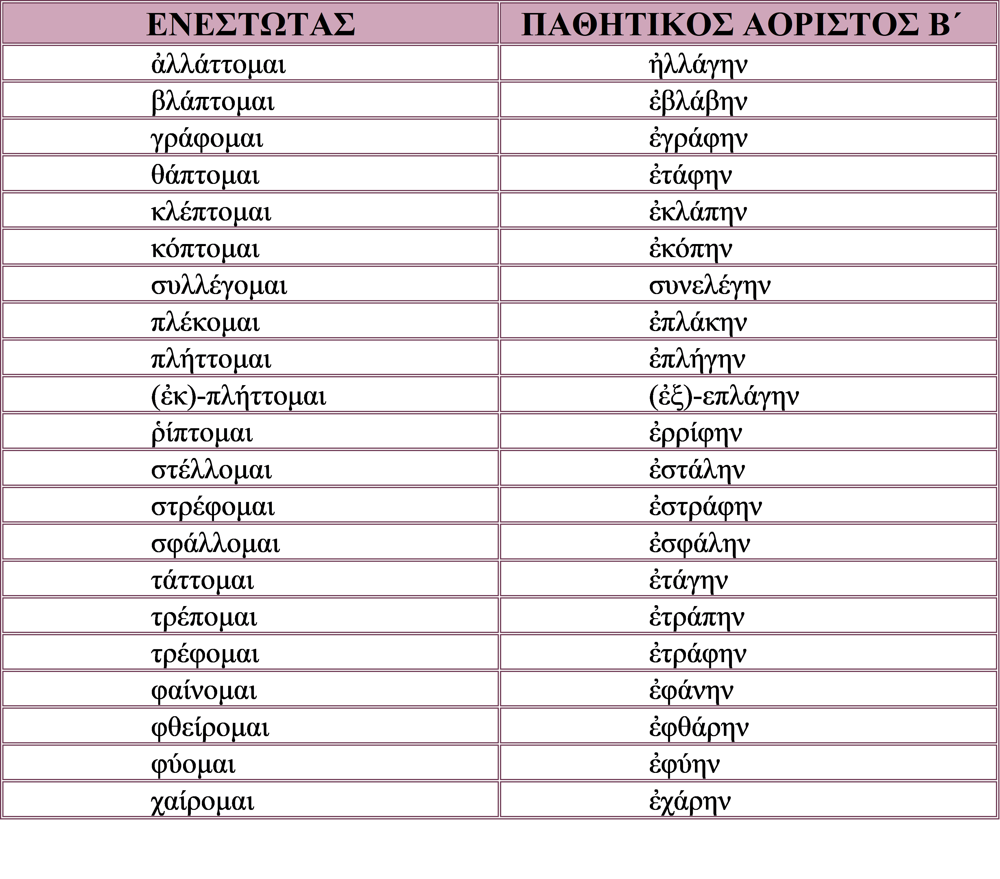 ΕΝΕΣΤΩΤΑΣ ΠΑΘΗΤΙΚΟΣ ΑΟΡΙΣΤΟΣ Β΄
ἀλλάττομαι ἠλλάγην
βλάπτομαι ἐβλάβην
γράφομαι ἐγράφην
θάπτομαι ἐτάφην
κλέπτομαι ἐκλάπην
κόπτομαι ἐκόπην
συλλέγομαι συνελέγην
πλέκομαι ἐπλάκην
πλήττομαι ἐπλήγην
(ἐκ)-πλήττομαι (ἐξ)-επλάγην
ῥίπτομαι ἐρρίφην
στέλλομαι ἐστάλην
στρέφομαι ἐστράφην
σφάλλομαι ἐσφάλην
τάττομαι ἐτάγην
τρέπομαι ἐτράπην
τρέφομαι ἐτράφην
φαίνομαι ἐφάνην
φθείρομαι ἐφθάρην
φύομαι ἐφύην
χαίρομαι ἐχάρην